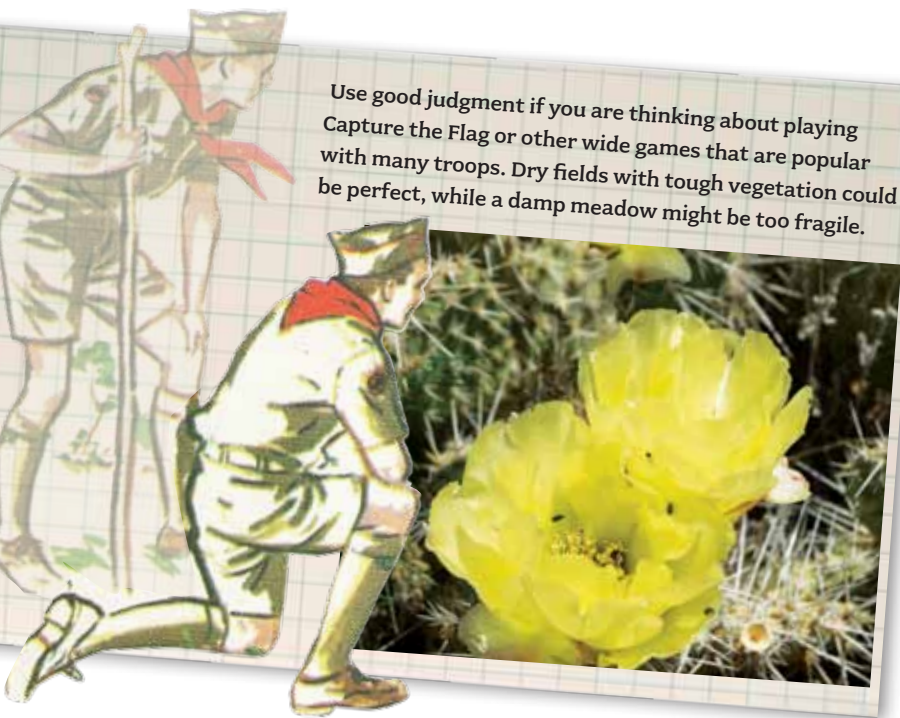 Use good judgment if you are thinking about playing
Capture the Flag or other wide games that are popular
with many troops. Dry fields with tough vegetation could
be perfect, while a damp meadow might be too fragile.